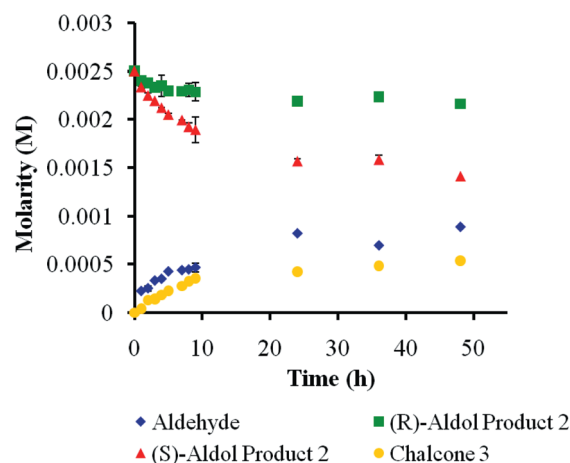 0.003
0.0025
0.002
0.0015
0.001
0.0005
0
Molarity (M)
0 10 20 30 40 50
Time (h)
Aldehyde (R)-Aldol Product 2
(S)-Aldol Product 2 Chalcone 3